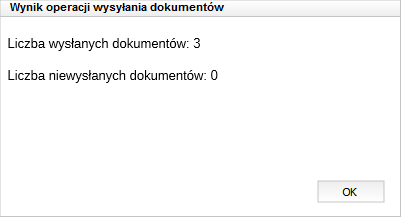 Wynik operacji wysyłania dokumentów
Liczba wysłanych dokumentów: 3
Liczba niewysłanych dokumentów: 0
OK